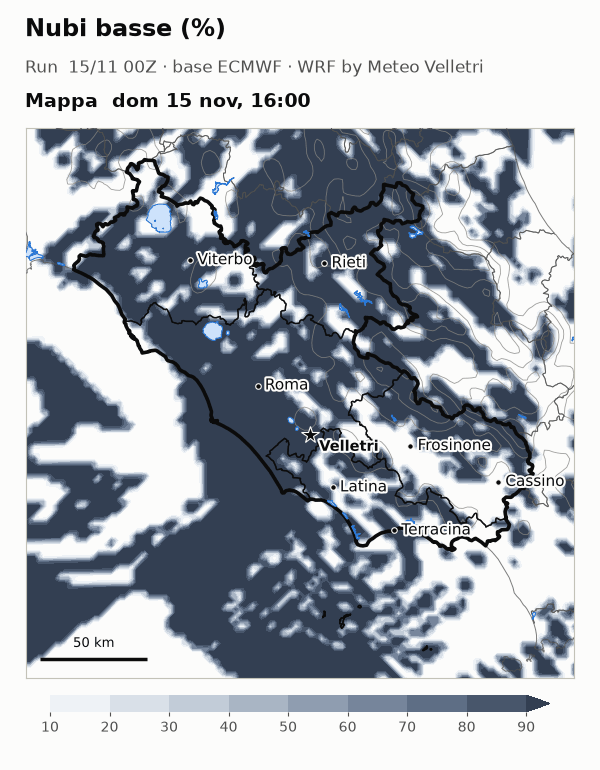 Nubi basse (%)
Run  15/11 00Z · base ECMWF · WRF by Meteo Velletri
Mappa  dom 15 nov, 16:00
Viterbo
Rieti
Roma
Velletri
Frosinone
Cassino
Latina
Terracina
50 km
10 20 30 40 50 60 70 80 90